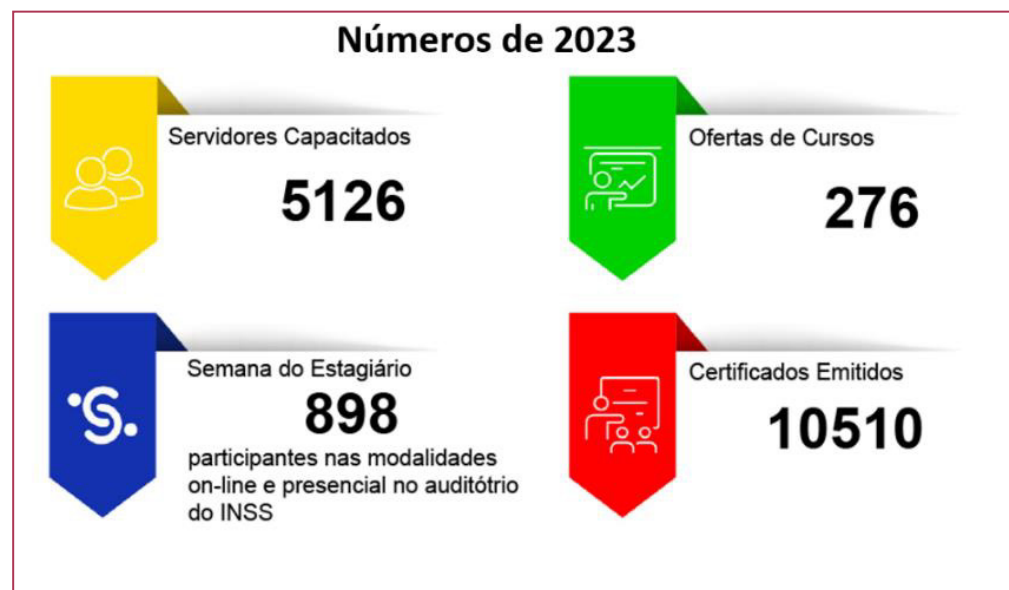 Números de 2023
Servidores Capacitados
5126
Ofertas de Cursos
276
Semana do Estagiário
898
participantes nas modalidades
on-line e presencial no auditótrio
do INSS
Certificados Emitidos
10510